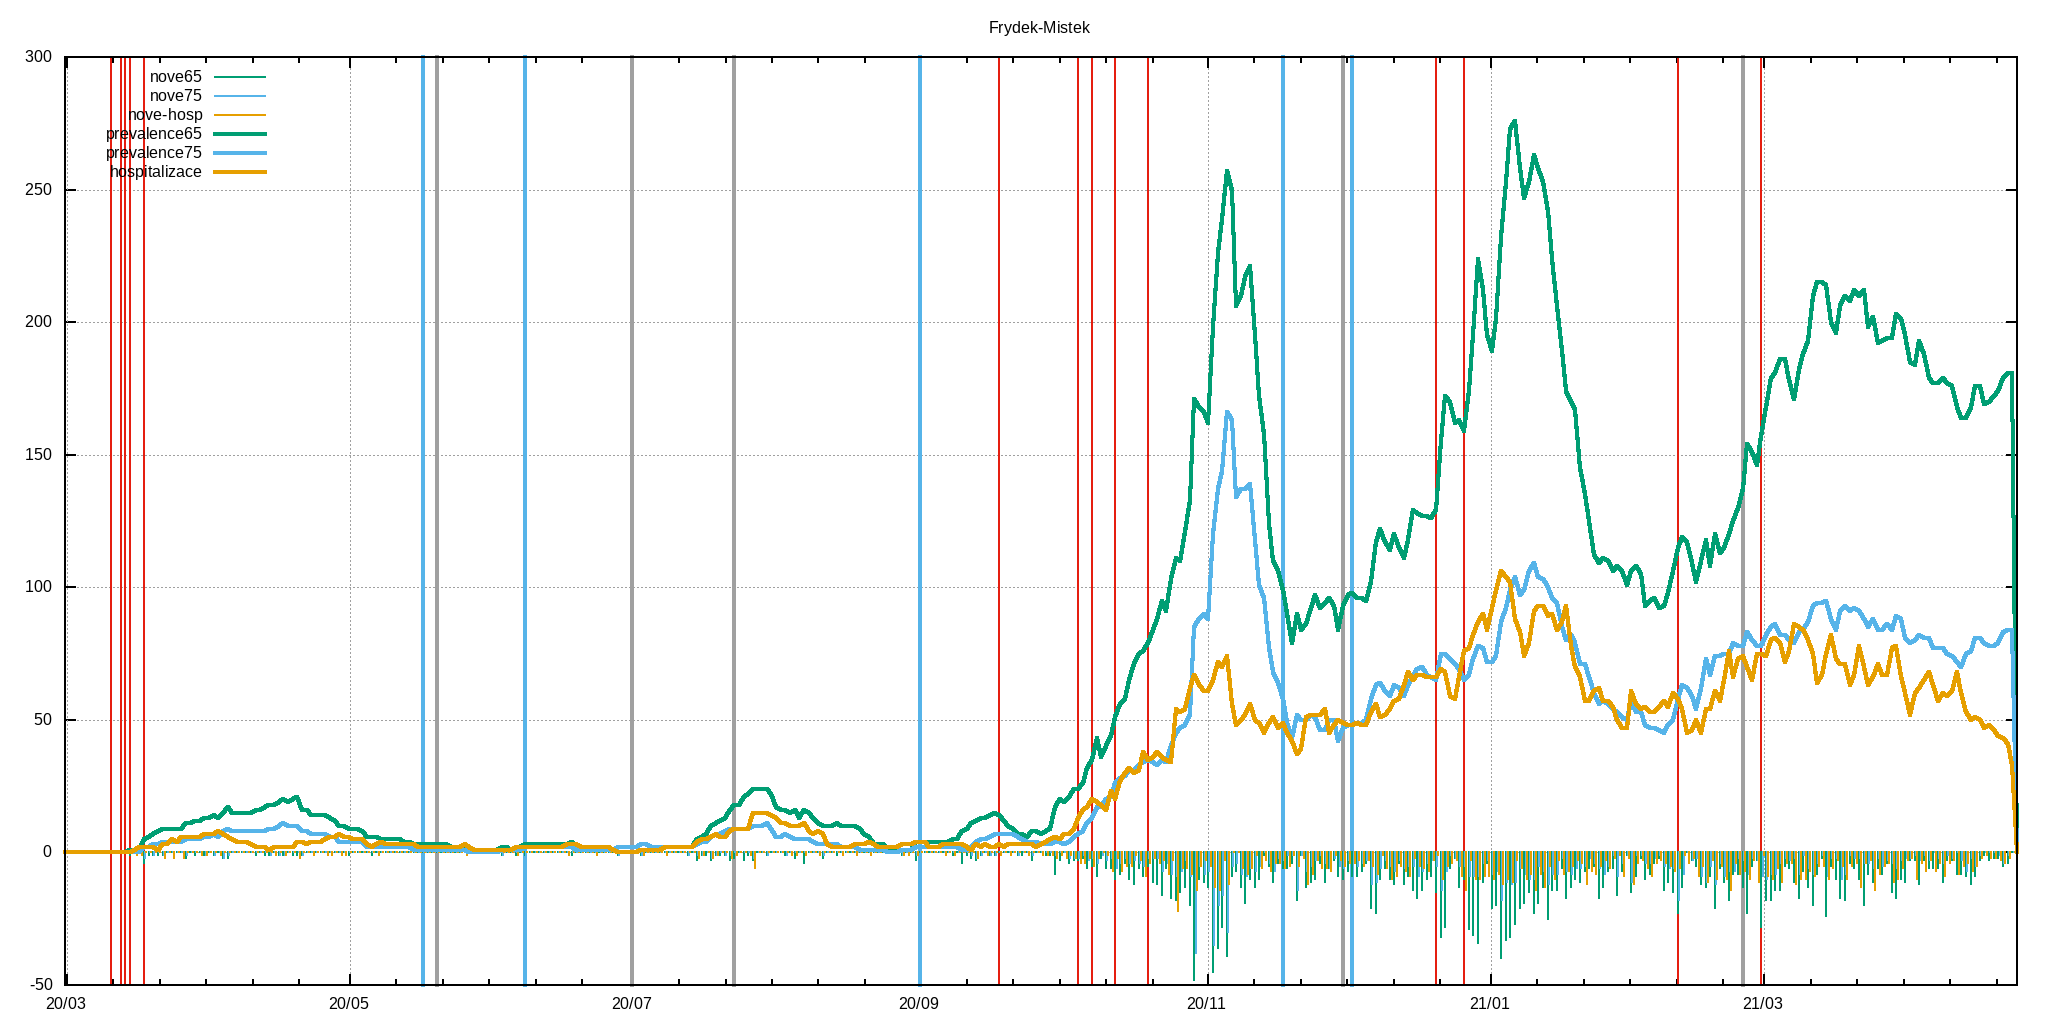 Frydek-Mistek
300
nove65
nove75
nove-hosp
prevalence65
prevalence75
hospitalizace
250
200
150
100
50
0
-50
20/03 20/05 20/07 20/09 20/11 21/01 21/03